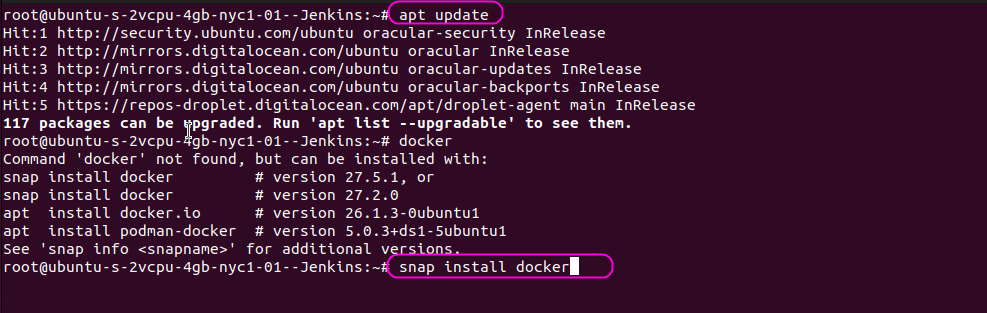 root@ubuntu-s-2vcpu-4gb-nyc1-01--Jenkins:~# apt update
Hit:1 http://security.ubuntu.com/ubuntu oracular-security InRelease
Hit:2 http://mirrors.digitalocean.com/ubuntu oracular InRelease
Hit:3 http://mirrors.digitalocean.com/ubuntu oracular-updates InRelease
Hit:4 http://mirrors.digitalocean.com/ubuntu oracular-backports InRelease
Hit:5 https://repos-droplet.digitalocean.com/apt/droplet-agent main InRelease
117 packages can be upgraded. Run 'apt list --upgradable' to see them.
root@ubuntu-s-2vcpu-4gb-nyc1-01--Jenkins:~# docker
Command 'docker' not found, but can be installed with:
snap install docker         # version 27.5.1, or
snap install docker         # version 27.2.0
apt  install docker.io      # version 26.1.3-0ubuntu1
apt  install podman-docker  # version 5.0.3+ds1-5ubuntu1
See 'snap info <snapname>' for additional versions.
root@ubuntu-s-2vcpu-4gb-nyc1-01--Jenkins:~# snap install docker